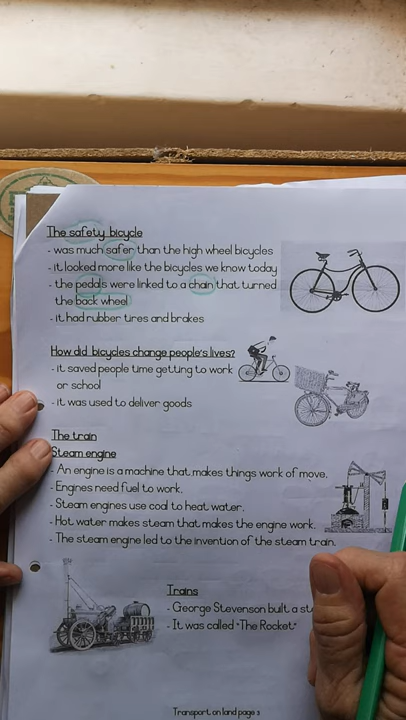 The safety bicycle
- was much safer than the high wheel bicycles
- it looked more like the bicycles we know today
- the pedals were linked to a chain that turned
the back wheel
- it had rubber tires and brakes
How did bicycles change people's lives?
- it saved people time getting to work
or school
- it was used to deliver goods
The train
Steam engine
- An engine is a machine that makes things work or move.
- Engines need fuel to work.
- Steam engines use coal to heat water.
- Hot water makes steam that makes the engine work.
- The steam engine led to the invention of the steam train.
Trains
- George Stevenson built a
- It was called "The Rocket"
Transport on land page 3